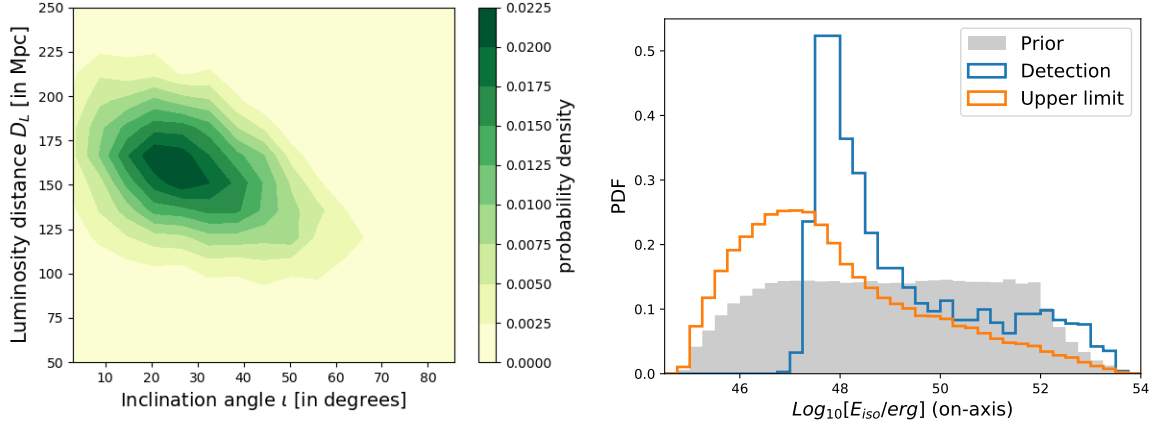 250
225
200
175
150
125
100
75
50
Luminosity distance D_L [in Mpc]
10 20 30 40 50 60 70 80
Inclination angle ι [in degrees]
0.0225
0.0200
0.0175
0.0150
0.0125
0.0100
0.0075
0.0050
0.0025
0.0000
probability density
0.5
0.4
0.3
0.2
0.1
0.0
PDF
Prior
Detection
Upper limit
46 48 50 52 54
Log₁₀[E_iso/erg] (on-axis)